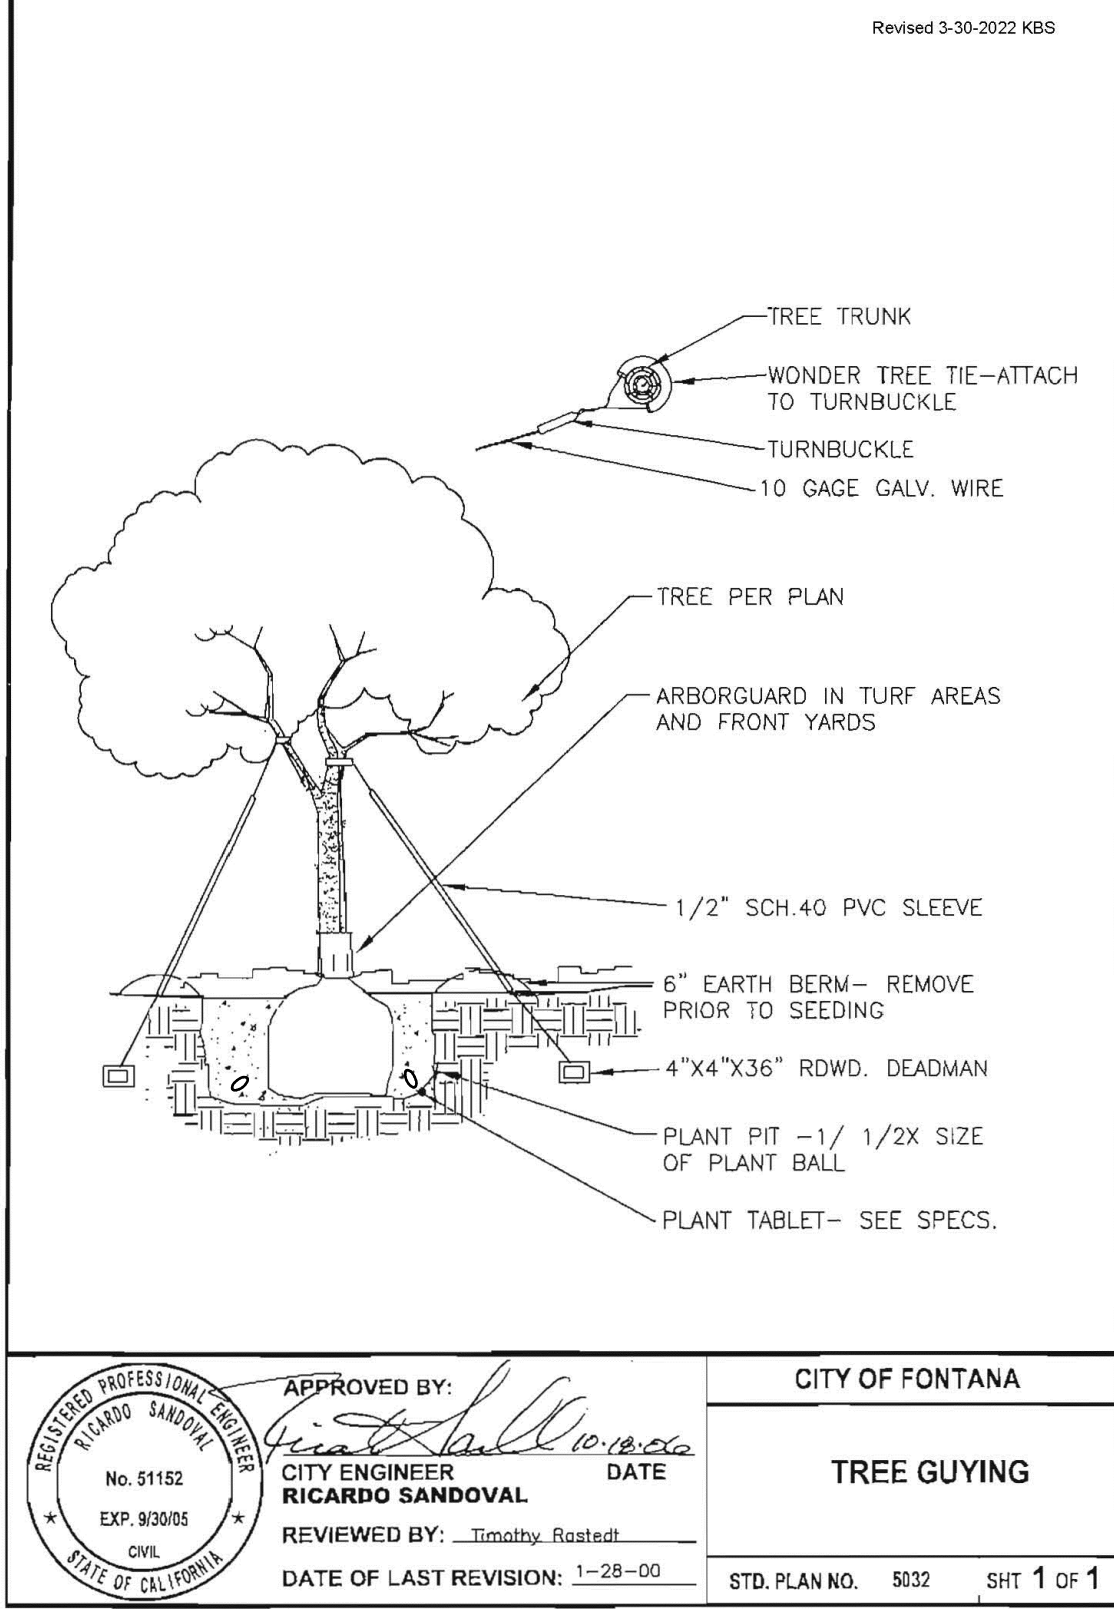 Revised 3-30-2022 KBS
TREE TRUNK
WONDER TREE TIE-ATTACH
TO TURNBUCKLE
TURNBUCKLE
10 GAGE GALV. WIRE
TREE PER PLAN
ARBORGUARD IN TURF AREAS
AND FRONT YARDS
1/2" SCH.40 PVC SLEEVE
6" EARTH BERM- REMOVE
PRIOR TO SEEDING
4"X4"X36" RDWD. DEADMAN
PLANT PIT -1/ 1/2X SIZE
OF PLANT BALL
PLANT TABLET- SEE SPECS.
REGISTERED PROFESSIONAL ENGINEER
RICARDO SANDOVAL
No. 51152
EXP. 9/30/05
CIVIL
STATE OF CALIFORNIA
APPROVED BY:
10-18-06
CITY ENGINEER DATE
RICARDO SANDOVAL
REVIEWED BY: Timothy Rastedt
DATE OF LAST REVISION: 1-28-00
CITY OF FONTANA
TREE GUYING
STD. PLAN NO. 5032 SHT 1 OF 1